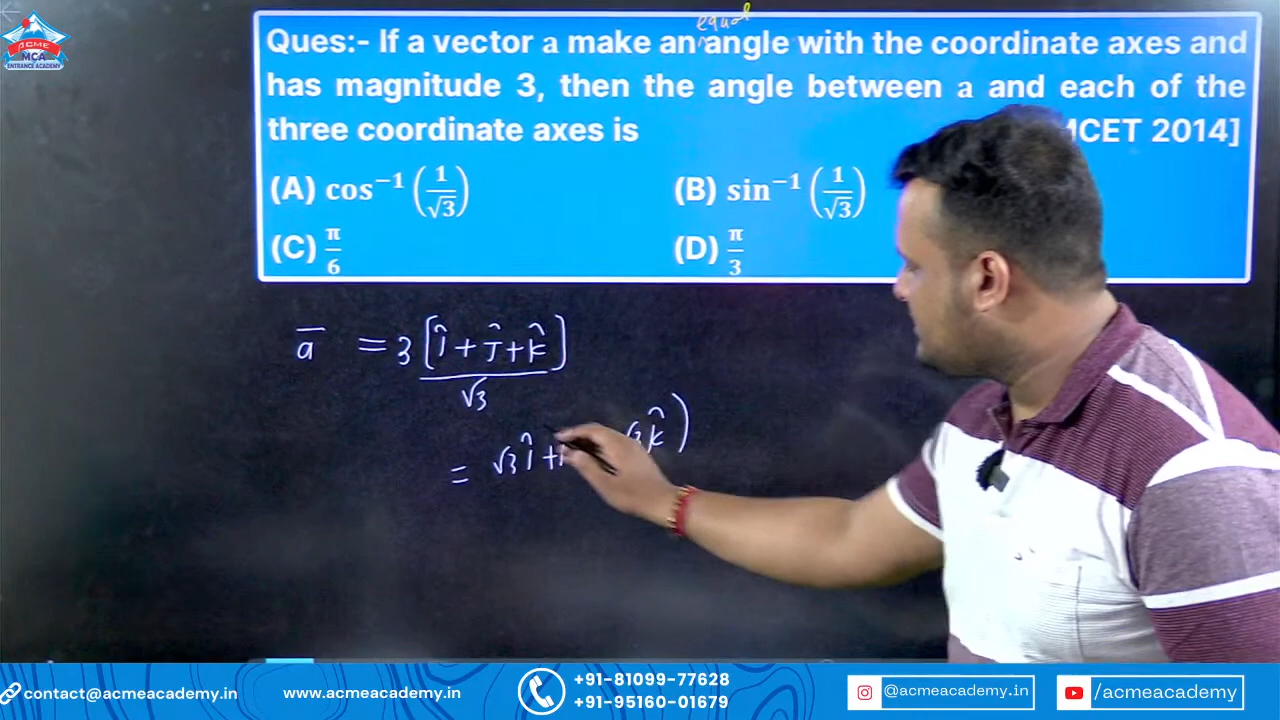 ACME
MCA
ENTRANCE ACADEMY
equal
Ques:- If a vector a make an angle with the coordinate axes and
has magnitude 3, then the angle between a and each of the
three coordinate axes is CET 2014]
(A) cos⁻¹ (1/√3) (B) sin⁻¹ (1/√3)
(C) π/6 (D) π/3
a̅ = 3 [î + ĵ + k̂] / √3
= √3 î + k̂)
contact@acmeacademy.in www.acmeacademy.in +91-81099-77628 @acmeacademy.in /acmeacademy
+91-95160-01679